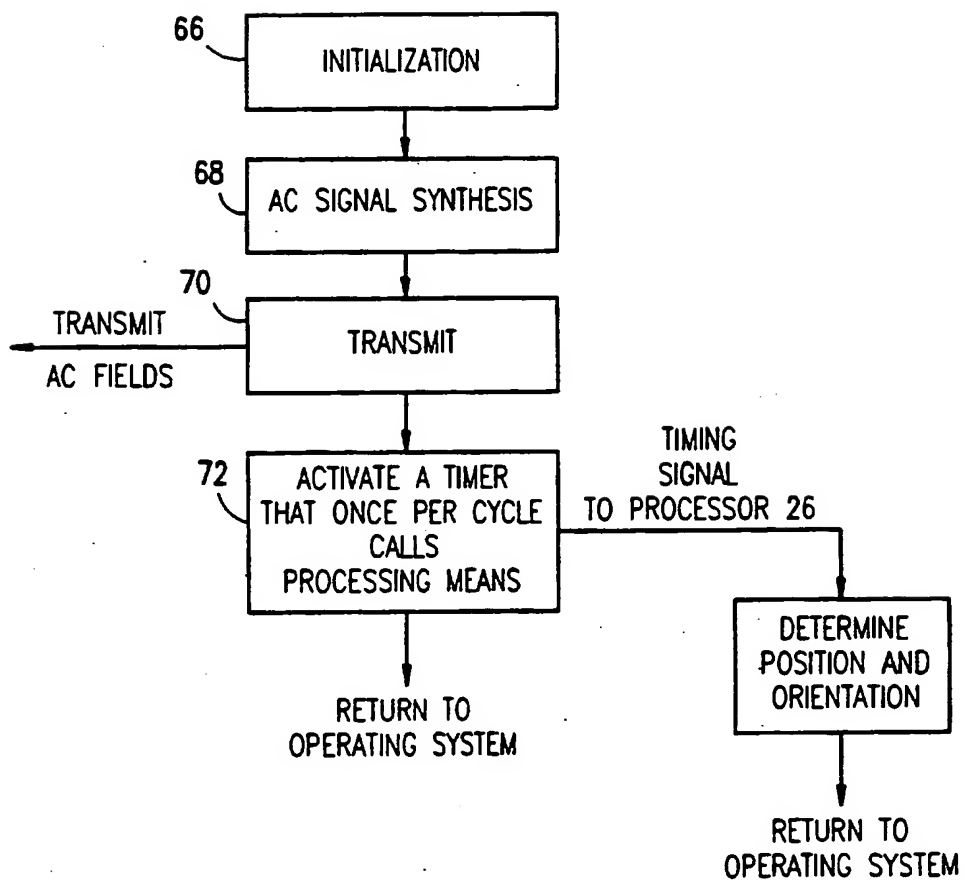 66
INITIALIZATION
68
AC SIGNAL SYNTHESIS
70
TRANSMIT
TRANSMIT
AC FIELDS
72
ACTIVATE A TIMER
THAT ONCE PER CYCLE
CALLS
PROCESSING MEANS
TIMING
SIGNAL
TO PROCESSOR 26
DETERMINE
POSITION AND
ORIENTATION
RETURN TO
OPERATING SYSTEM
RETURN TO
OPERATING SYSTEM